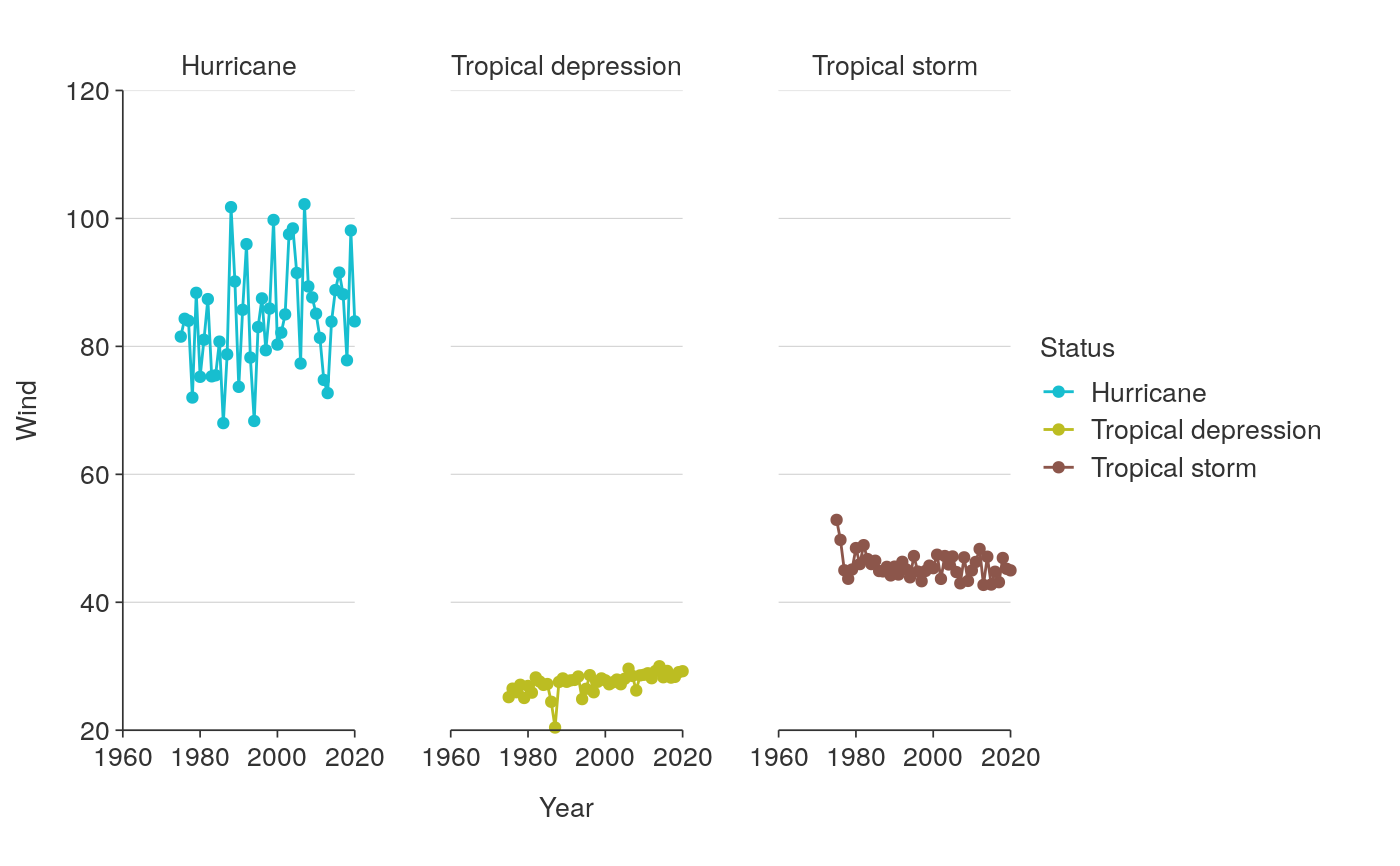 Hurricane
Tropical depression
Tropical storm
120
100
80
60
40
20
Wind
1960 1980 2000 2020
1960 1980 2000 2020
1960 1980 2000 2020
Year
Status
Hurricane
Tropical depression
Tropical storm